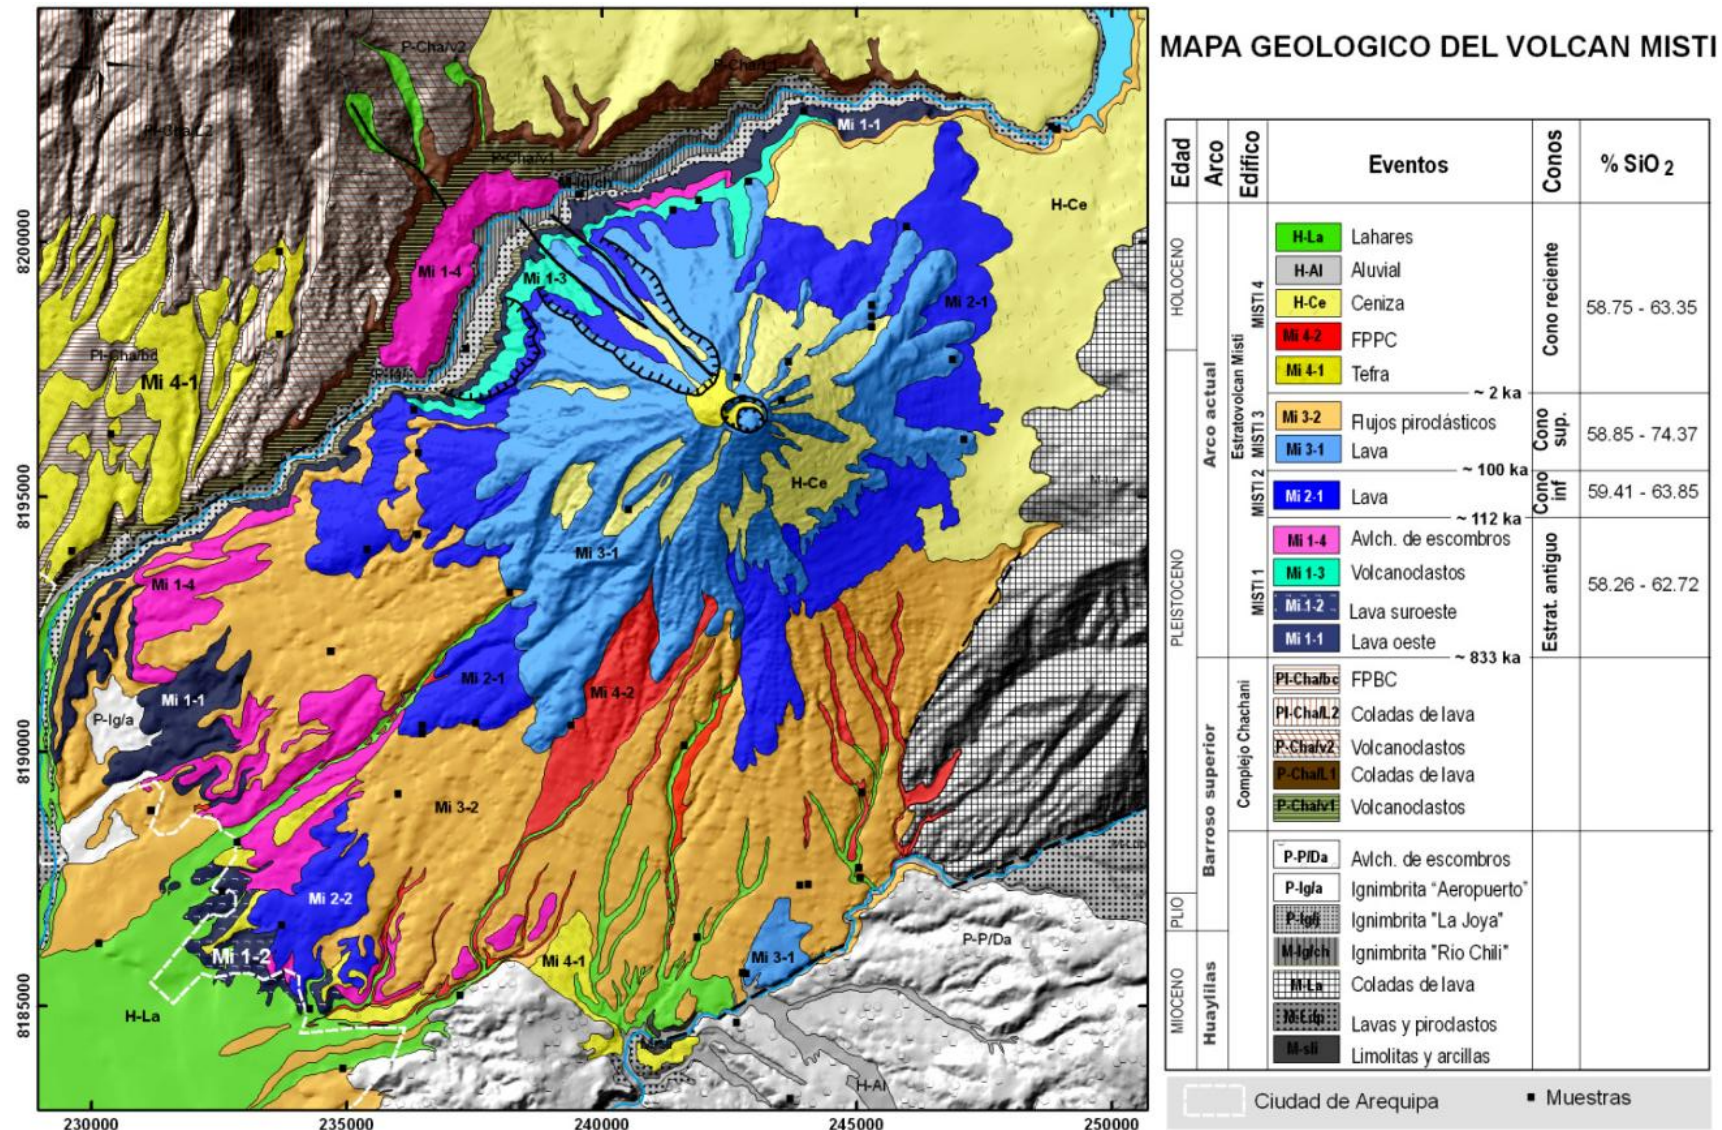 MAPA GEOLOGICO DEL VOLCAN MISTI
Edad
Arco
Edífico
Eventos
Conos
% SiO2
HOLOCENO
PLEISTOCENO
PLIO
MIOCENO
Arco actual
Barroso superior
Huaylilas
Estratovolcan Misti
MISTI 4
MISTI 3
MISTI 2
MISTI 1
Complejo Chachani
H-La Lahares
H-Al Aluvial
H-Ce Ceniza
Mi 4-2 FPPC
Mi 4-1 Tefra
Cono reciente
58.75 - 63.35
~ 2 ka
Mi 3-2 Flujos piroclásticos
Mi 3-1 Lava
Cono sup.
58.85 - 74.37
~ 100 ka
Mi 2-1 Lava
Cono inf
59.41 - 63.85
~ 112 ka
Mi 1-4 Avlch. de escombros
Mi 1-3 Volcanoclastos
Mi 1-2 Lava suroeste
Mi 1-1 Lava oeste
Estrat. antiguo
58.26 - 62.72
~ 833 ka
Pl-Cha/bc FPBC
Pl-Cha/L2 Coladas de lava
P-Cha/v2 Volcanoclastos
P-Cha/L1 Coladas de lava
P-Cha/v1 Volcanoclastos
P-P/Da Avlch. de escombros
P-Ig/a Ignimbrita "Aeropuerto"
P-Ig/j Ignimbrita "La Joya"
M-Ig/ch Ignimbrita "Rio Chili"
M-La Coladas de lava
Lavas y piroclastos
M-sli Limolitas y arcillas
Ciudad de Arequipa
Muestras
P-Cha/v2
Pl-Cha/L2
P-Cha/v1
Mi 1-1
H-Ce
Mi 1-4
Mi 1-3
Mi 2-1
Pl-Cha/bc
Mi 4-1
H-Ce
Mi 3-1
Mi 1-4
Mi 2-1
Mi 4-2
Mi 1-1
P-Ig/a
Mi 3-2
Mi 2-2
Mi 1-2
Mi 4-1
Mi 3-1
P-P/Da
H-La
H-Al
8200000
8195000
8190000
8185000
230000
235000
240000
245000
250000